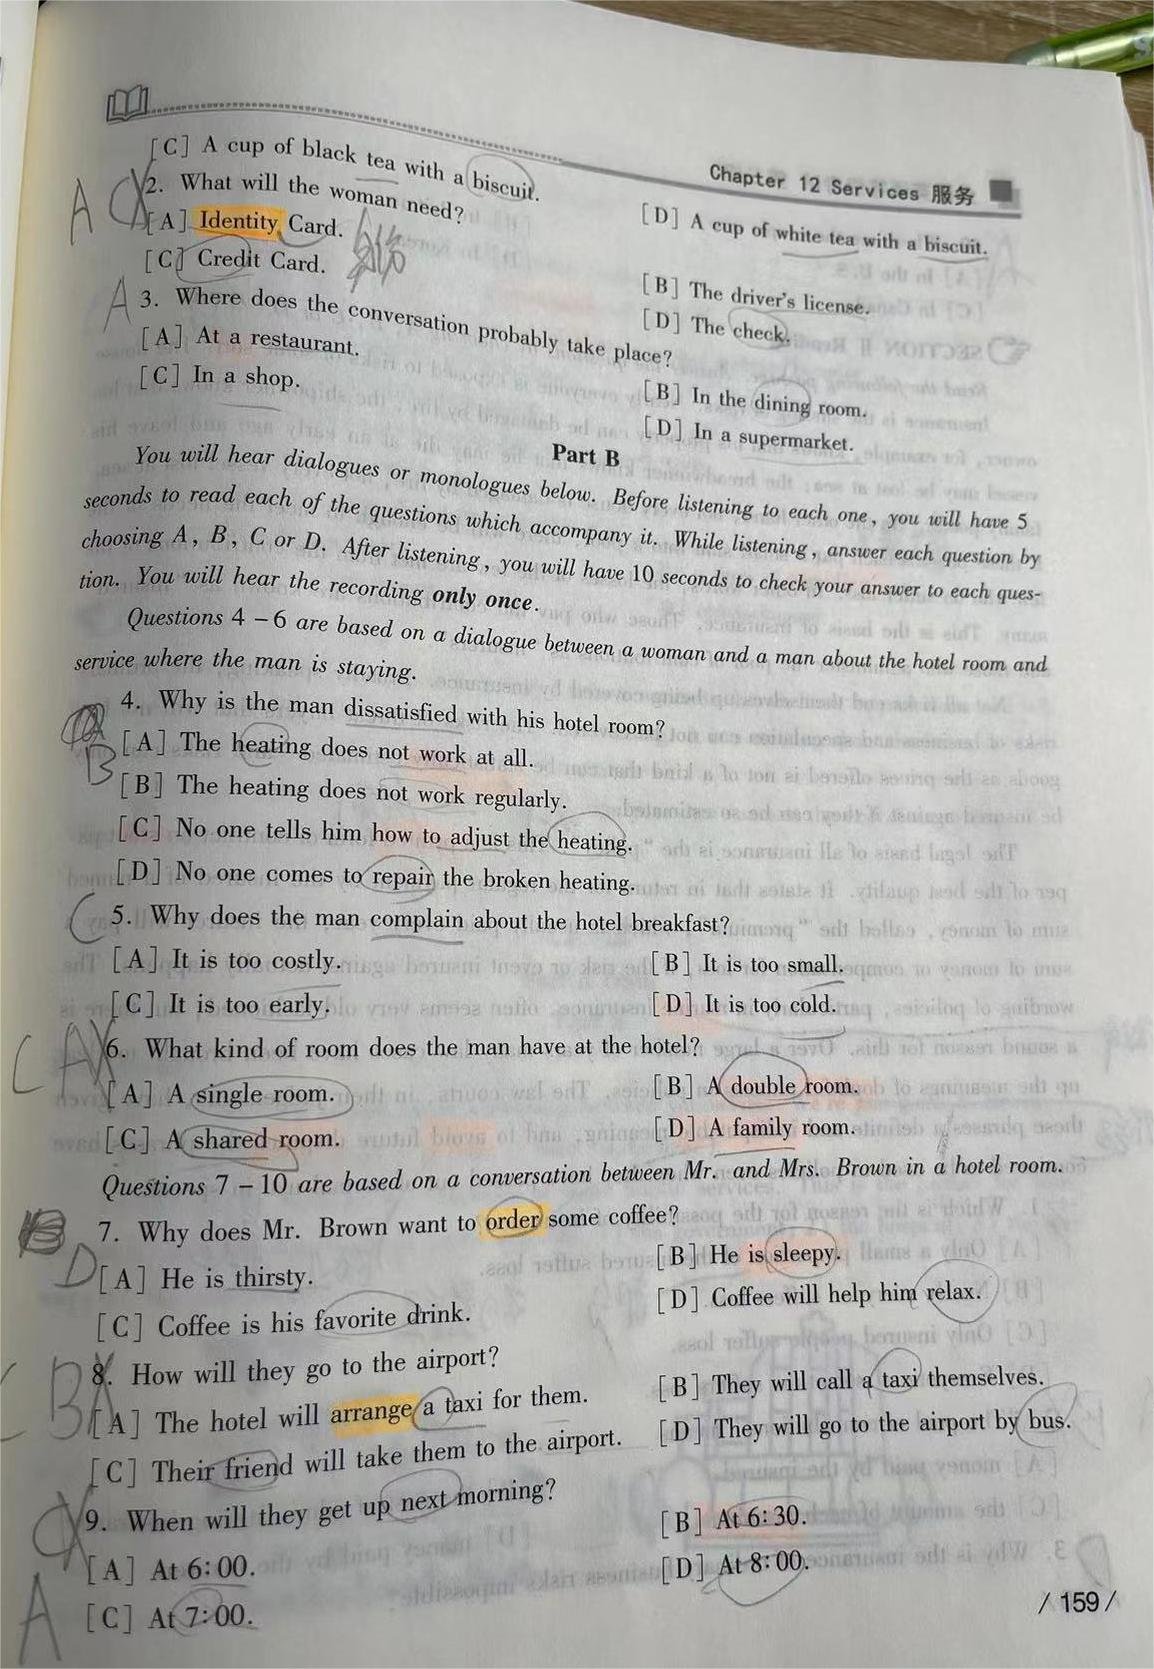 Chapter 12 Services 服务
[C] A cup of black tea with a biscuit.
[D] A cup of white tea with a biscuit.
A C 2. What will the woman need?
[A] Identity Card.
[B] The driver's license.
[C] Credit Card.
[D] The check.
A 3. Where does the conversation probably take place?
[A] At a restaurant.
[B] In the dining room.
[C] In a shop.
[D] In a supermarket.
Part B
You will hear dialogues or monologues below. Before listening to each one, you will have 5
seconds to read each of the questions which accompany it. While listening, answer each question by
choosing A, B, C or D. After listening, you will have 10 seconds to check your answer to each ques-
tion. You will hear the recording only once.
Questions 4 – 6 are based on a dialogue between a woman and a man about the hotel room and
service where the man is staying.
4. Why is the man dissatisfied with his hotel room?
[A] The heating does not work at all.
B
[B] The heating does not work regularly.
[C] No one tells him how to adjust the heating.
[D] No one comes to repair the broken heating.
C 5. Why does the man complain about the hotel breakfast?
[A] It is too costly.
[B] It is too small.
[C] It is too early.
[D] It is too cold.
C A 6. What kind of room does the man have at the hotel?
[A] A single room.
[B] A double room.
[C] A shared room.
[D] A family room.
Questions 7 – 10 are based on a conversation between Mr. and Mrs. Brown in a hotel room.
7. Why does Mr. Brown want to order some coffee?
D [A] He is thirsty.
[B] He is sleepy.
[C] Coffee is his favorite drink.
[D] Coffee will help him relax.
C B 8. How will they go to the airport?
[A] The hotel will arrange a taxi for them.
[B] They will call a taxi themselves.
[C] Their friend will take them to the airport.
[D] They will go to the airport by bus.
C 9. When will they get up next morning?
[A] At 6:00.
[B] At 6:30.
A [C] At 7:00.
[D] At 8:00.
/ 159 /